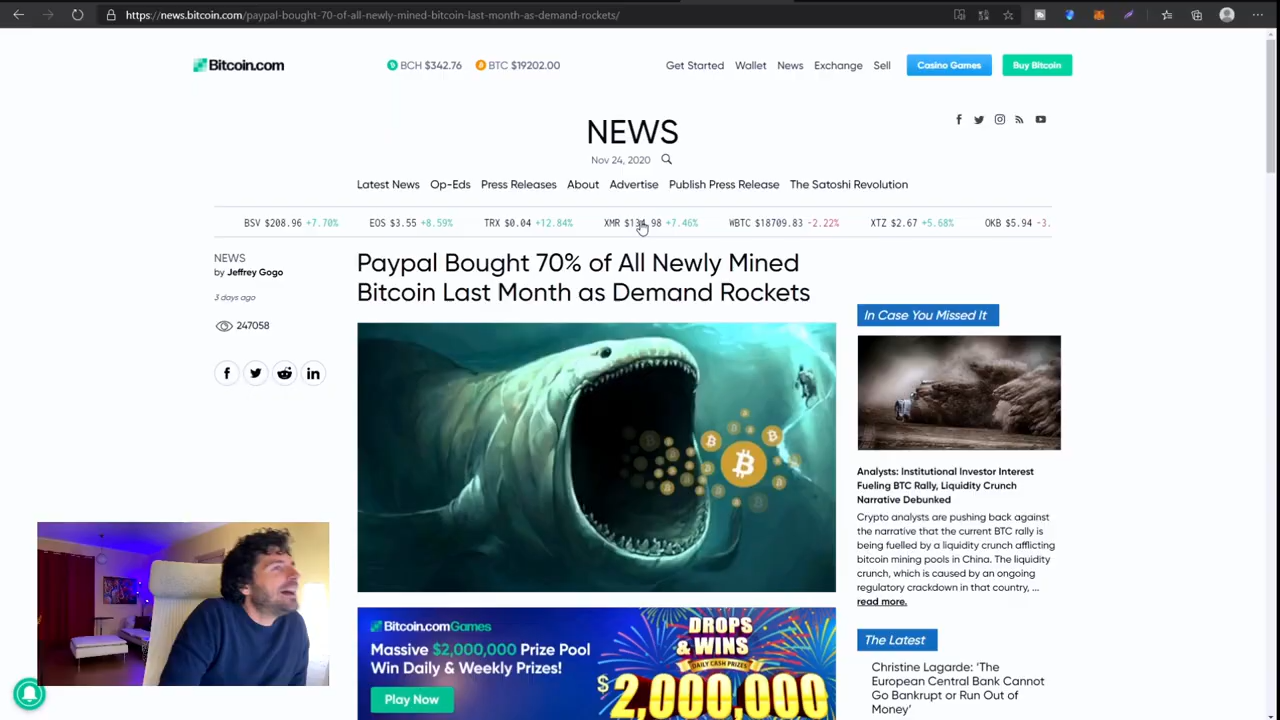 https://news.bitcoin.com/paypal-bought-70-of-all-newly-mined-bitcoin-last-month-as-demand-rockets/
Bitcoin.com
BCH $342.76
BTC $19202.00
Get Started Wallet News Exchange Sell
Casino Games
Buy Bitcoin
NEWS
Nov 24, 2020
Latest News Op-Eds Press Releases About Advertise Publish Press Release The Satoshi Revolution
BSV $208.96 +7.70% EOS $3.55 +8.59% TRX $0.04 +12.84% XMR +7.46% WBTC $18709.83 -2.22% XTZ $2.67 +5.68% OKB $5.94 -3.
NEWS
by Jeffrey Gogo
3 days ago
247058
Paypal Bought 70% of All Newly Mined
Bitcoin Last Month as Demand Rockets
In Case You Missed It
Analysts: Institutional Investor Interest
Fueling BTC Rally, Liquidity Crunch
Narrative Debunked
Crypto analysts are pushing back against
the narrative that the current BTC rally is
being fuelled by a liquidity crunch afflicting
bitcoin mining pools in China. The liquidity
crunch, which is caused by an ongoing
regulatory crackdown in that country, ...
read more.
Bitcoin.com Games
Massive $2,000,000 Prize Pool
Win Daily & Weekly Prizes!
Play Now
DROPS
& WINS
DAILY CASH PRIZES
$2,000,000
The Latest
Christine Lagarde: ‘The
European Central Bank Cannot
Go Bankrupt or Run Out of
Money’